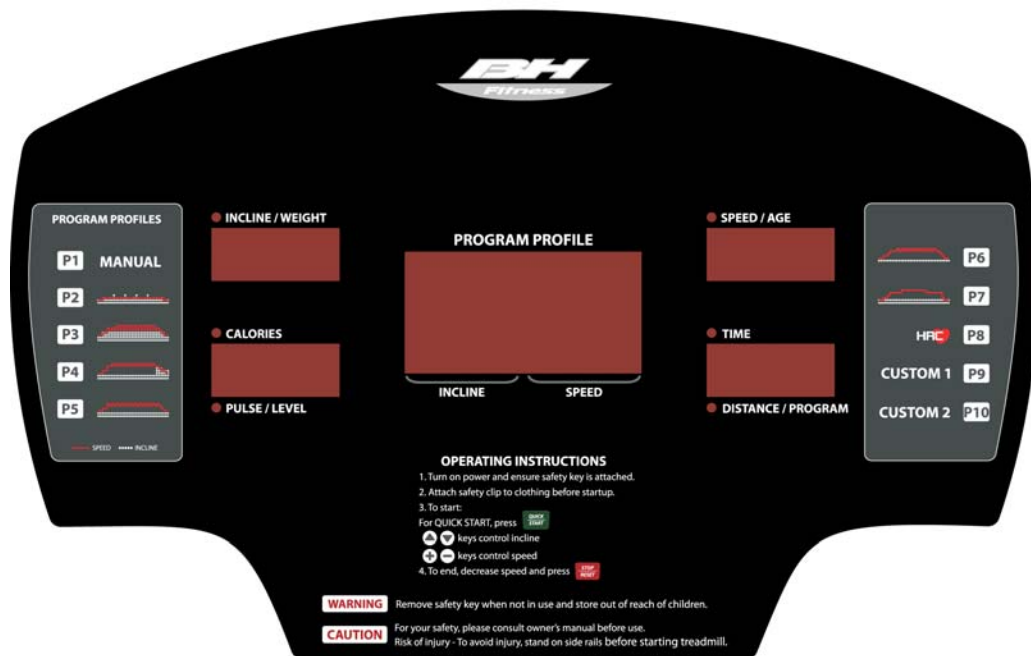 BH
Fitness
PROGRAM PROFILES
P1 MANUAL
P2
P3
P4
P5
SPEED INCLINE
INCLINE / WEIGHT
CALORIES
PULSE / LEVEL
PROGRAM PROFILE
INCLINE SPEED
SPEED / AGE
TIME
DISTANCE / PROGRAM
P6
P7
HRC P8
CUSTOM 1 P9
CUSTOM 2 P10
OPERATING INSTRUCTIONS
1. Turn on power and ensure safety key is attached.
2. Attach safety clip to clothing before startup.
3. To start:
For QUICK START, press QUICK START
keys control incline
+ − keys control speed
4. To end, decrease speed and press STOP RESET
WARNING Remove safety key when not in use and store out of reach of children.
CAUTION For your safety, please consult owner's manual before use.
Risk of injury - To avoid injury, stand on side rails before starting treadmill.